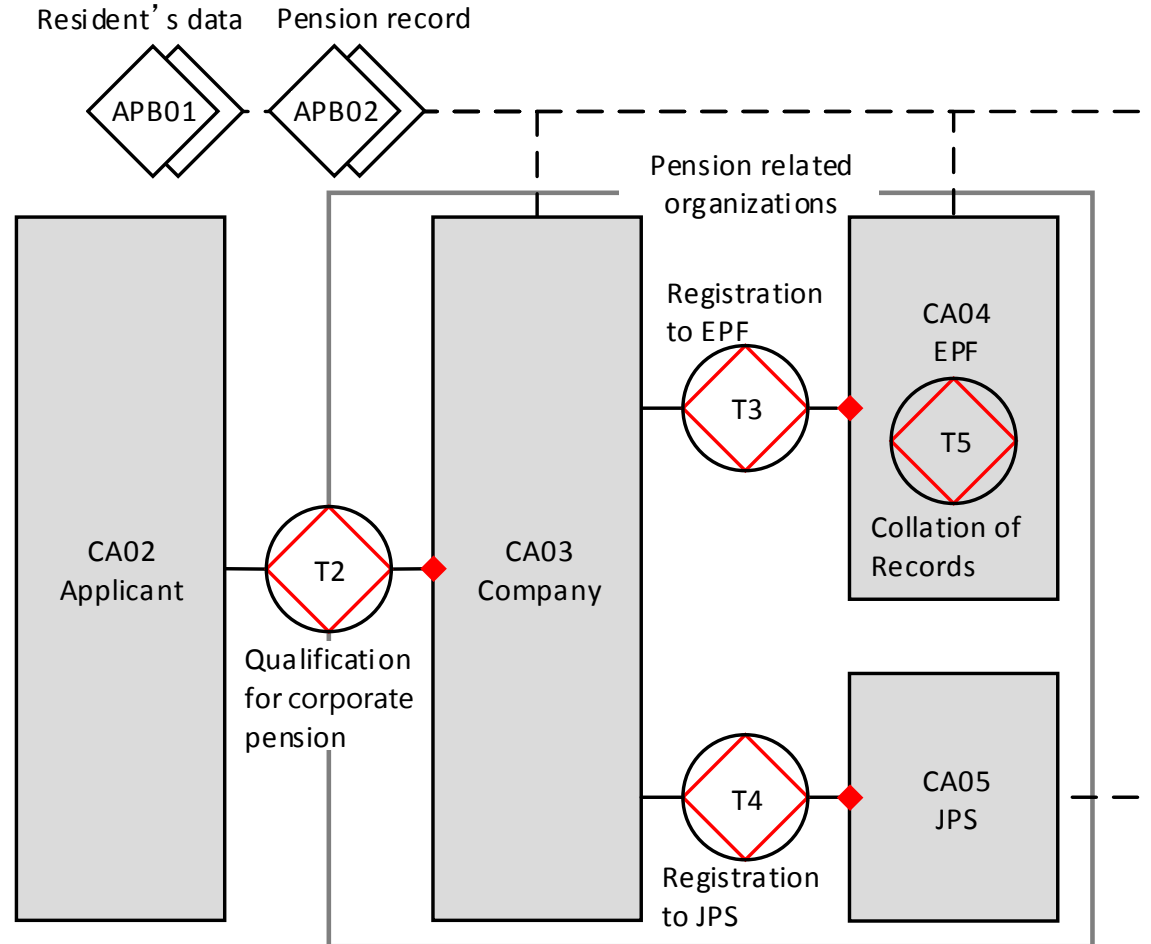 Resident’s data
Pension record
APB01
APB02
Pension related
organizations
Registration
to EPF
CA04
EPF
T3
T5
Collation of
Records
CA02
Applicant
T2
CA03
Company
Qualification
for corporate
pension
T4
CA05
JPS
Registration
to JPS